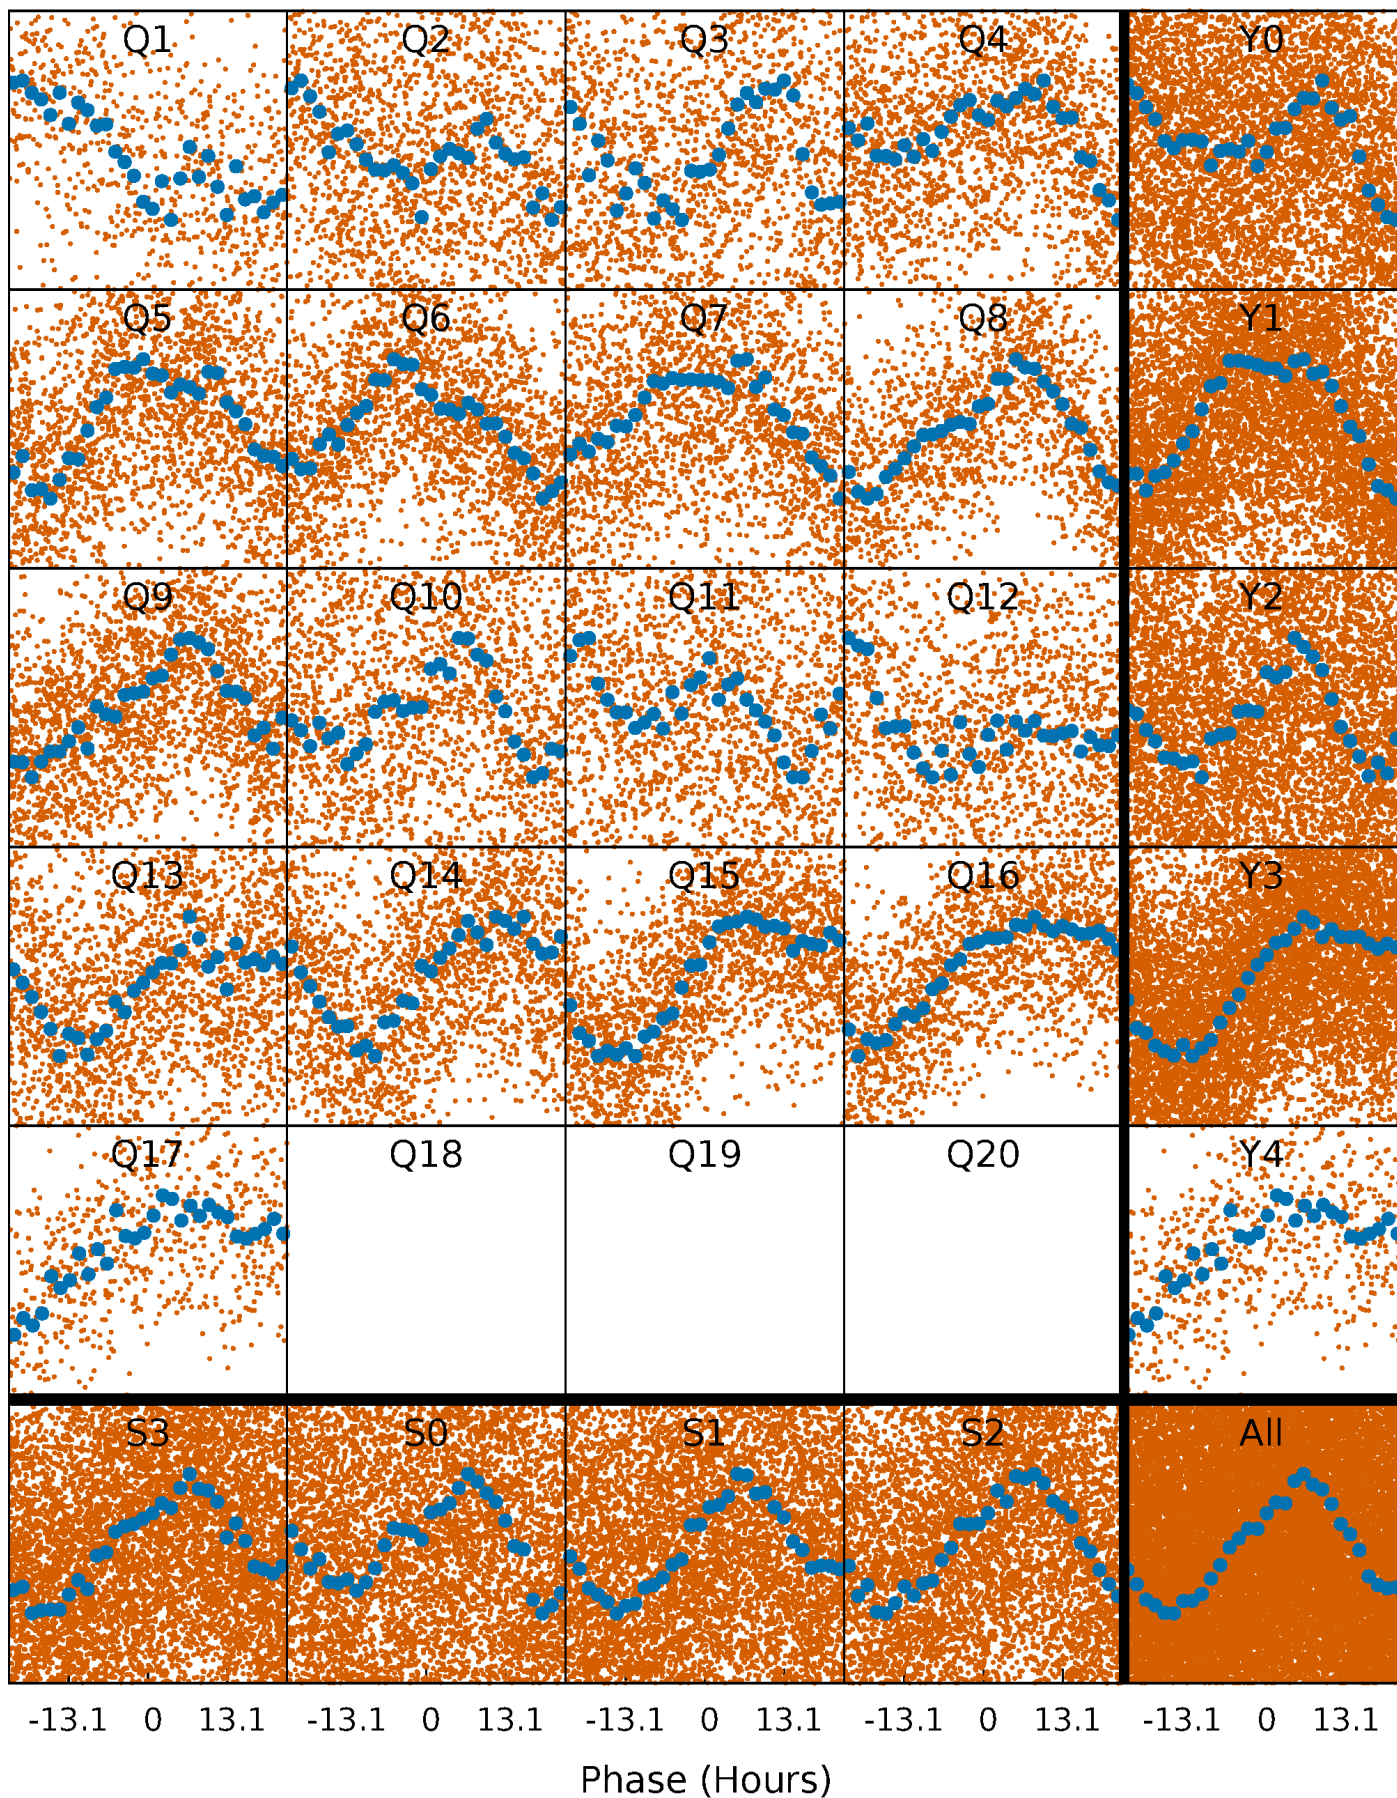 Q1 Q2 Q3 Q4 Y0
Q5 Q6 Q7 Q8 Y1
Q9 Q10 Q11 Q12 Y2
Q13 Q14 Q15 Q16 Y3
Q17 Q18 Q19 Q20 Y4
S3 S0 S1 S2 All
-13.1 0 13.1 -13.1 0 13.1 -13.1 0 13.1 -13.1 0 13.1 -13.1 0 13.1
Phase (Hours)